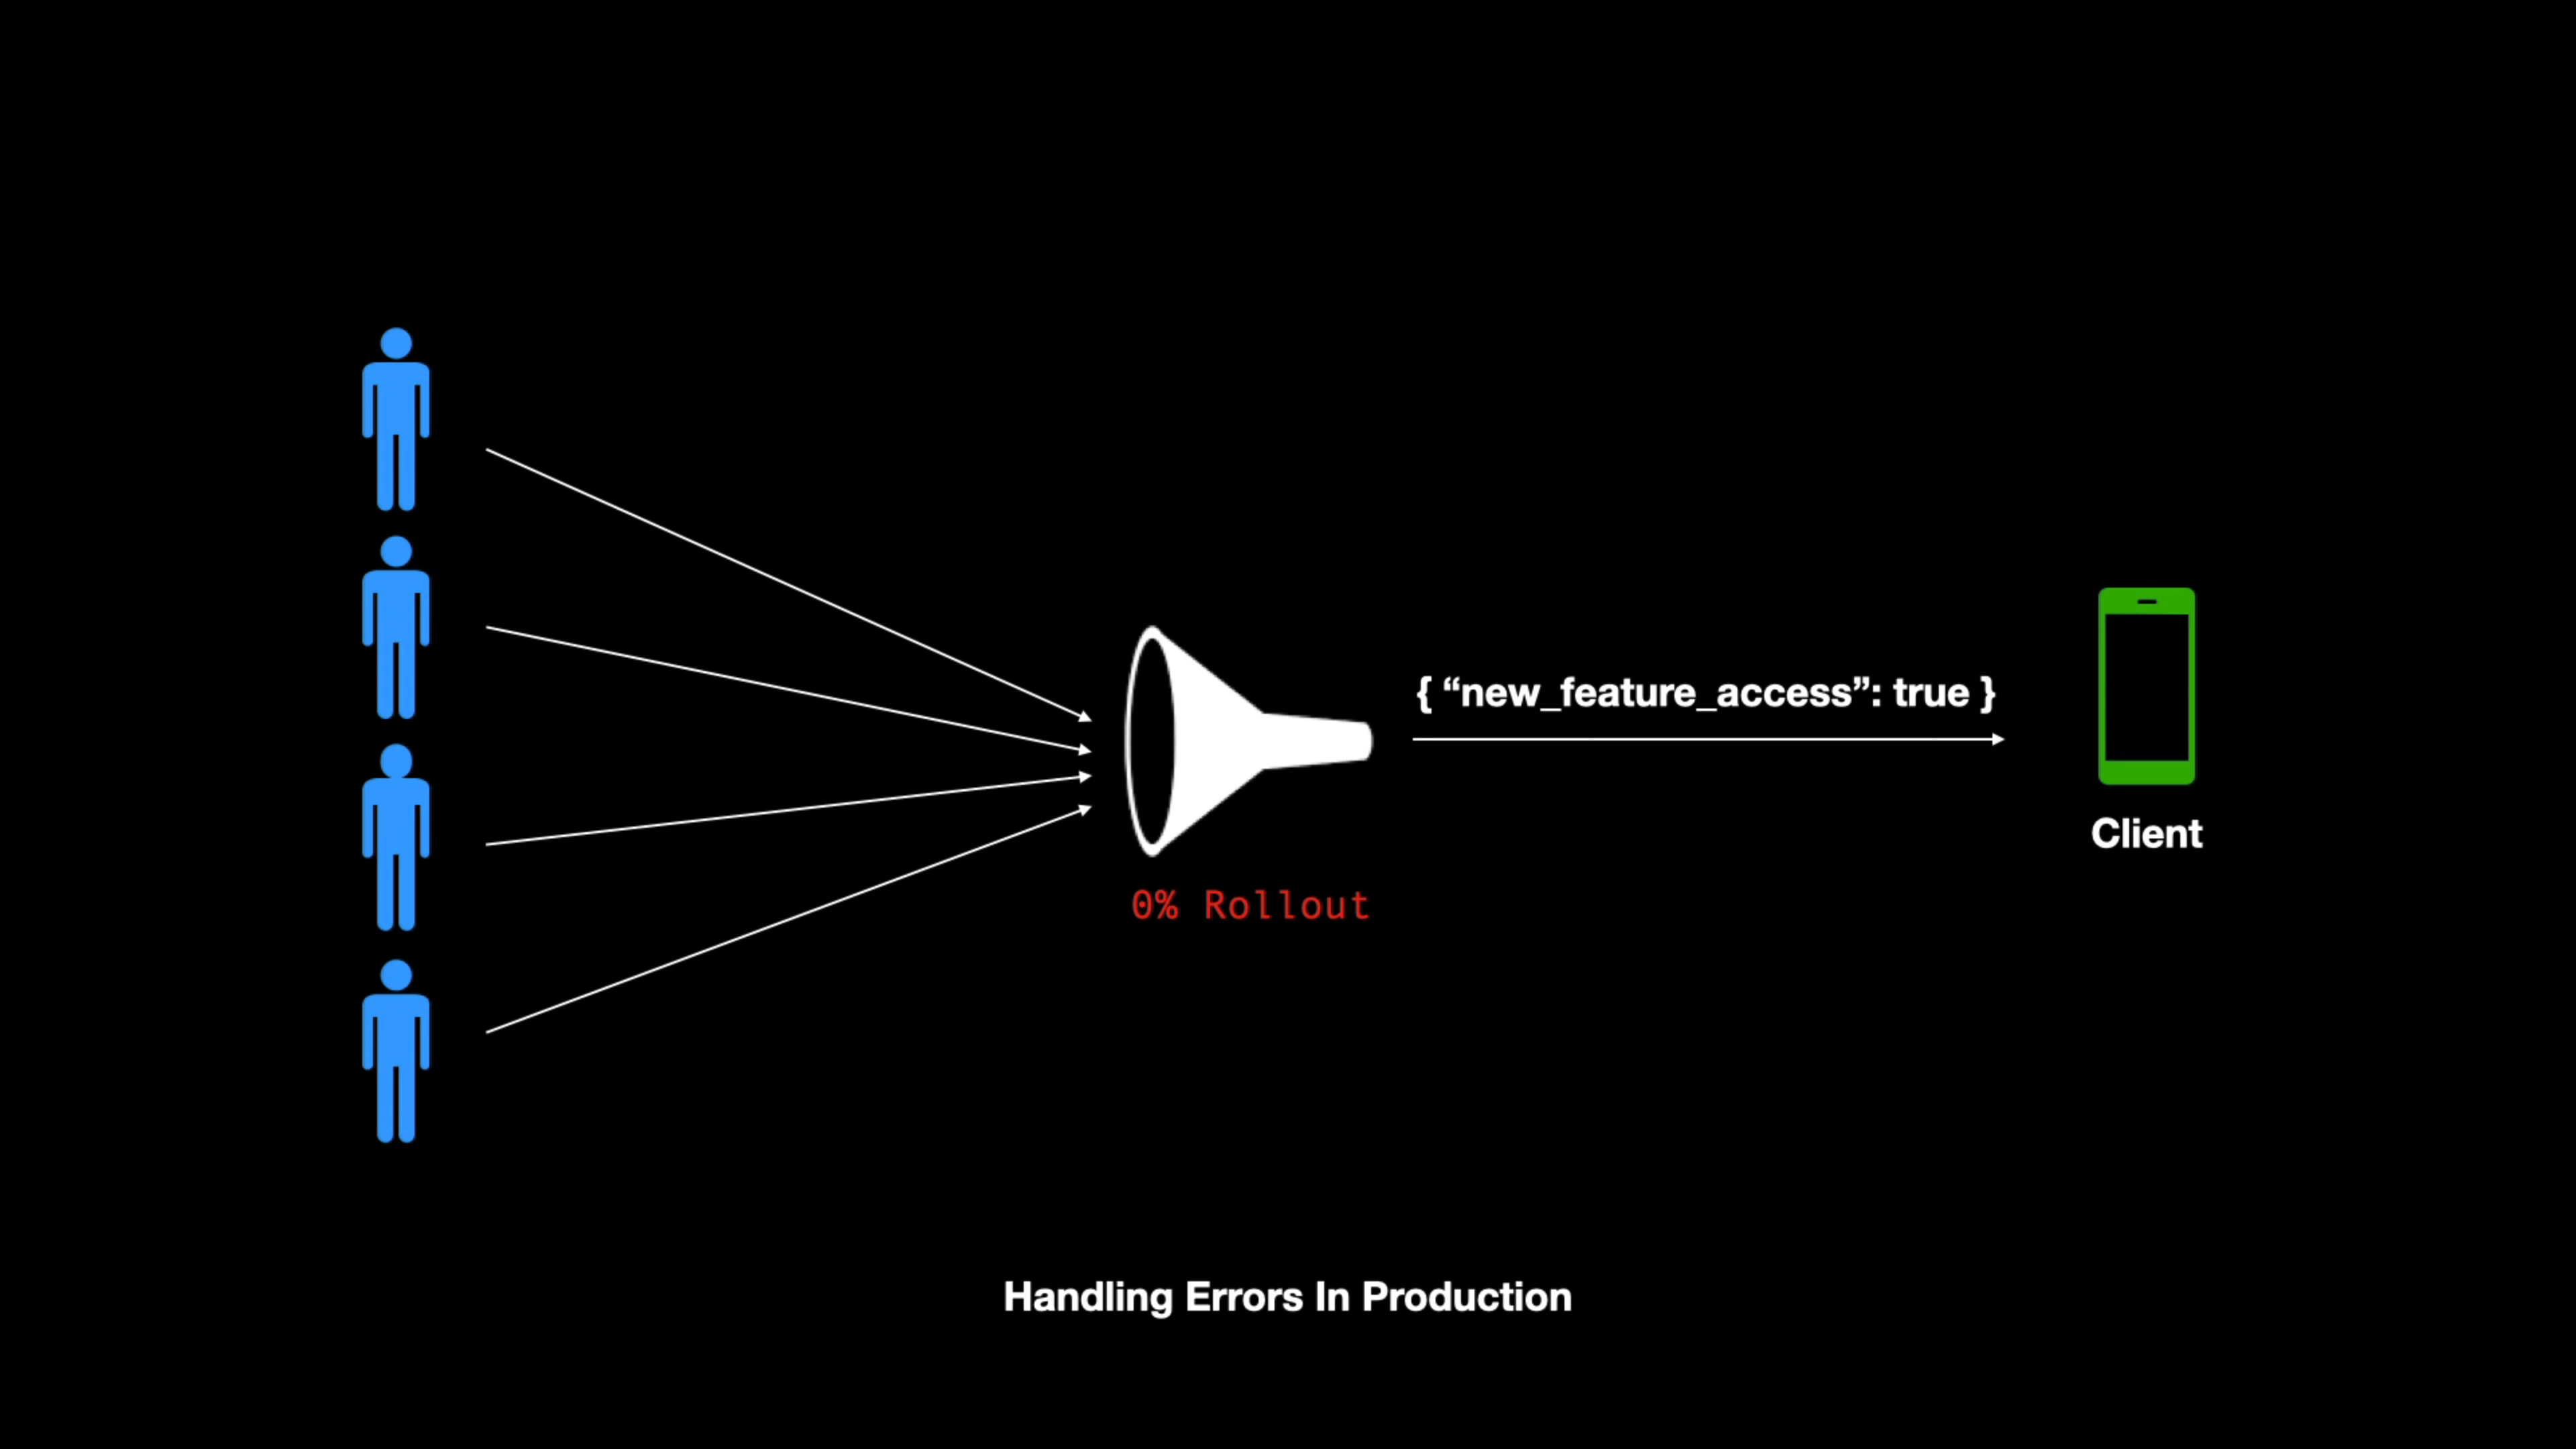 { “new_feature_access”: true }
Client
0% Rollout
Handling Errors In Production